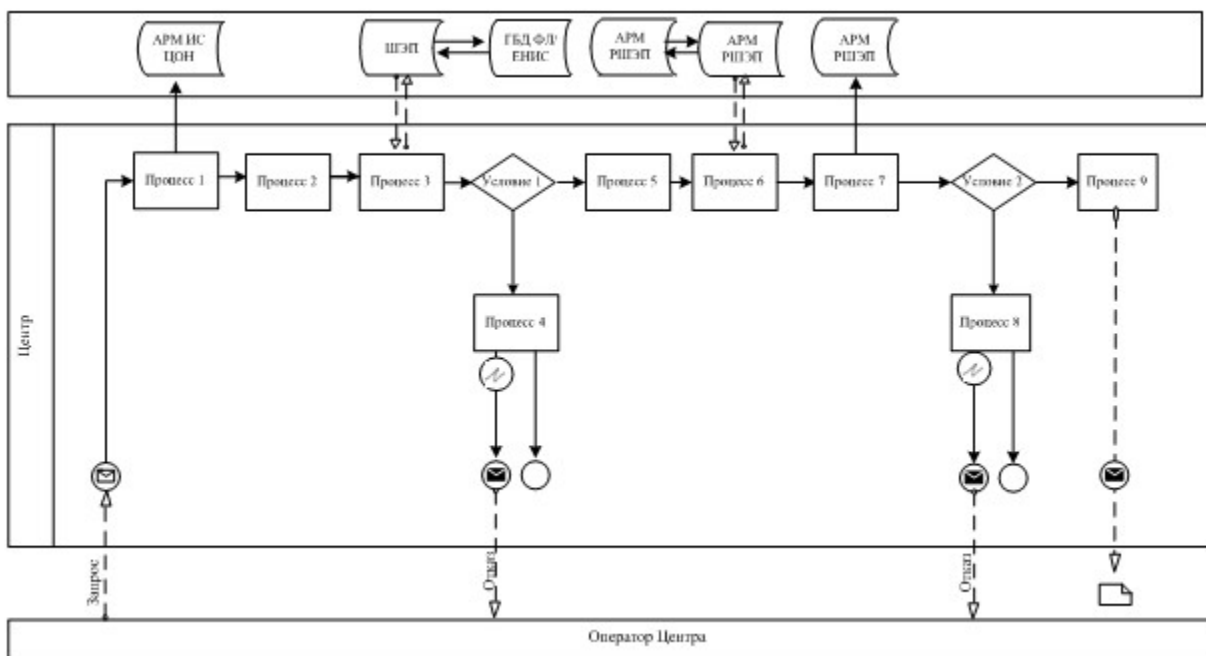 АРМ ИС
ЦОН
ШЭП
ГБД ФЛ/
ЕНИС
АРМ
РШЭП
АРМ
РШЭП
АРМ
РШЭП
Центр
Процесс 1
Процесс 2
Процесс 3
Условие 1
Процесс 5
Процесс 6
Процесс 7
Условие 2
Процесс 9
Процесс 4
Процесс 8
Запрос
Отказ
Отказ
Оператор Центра